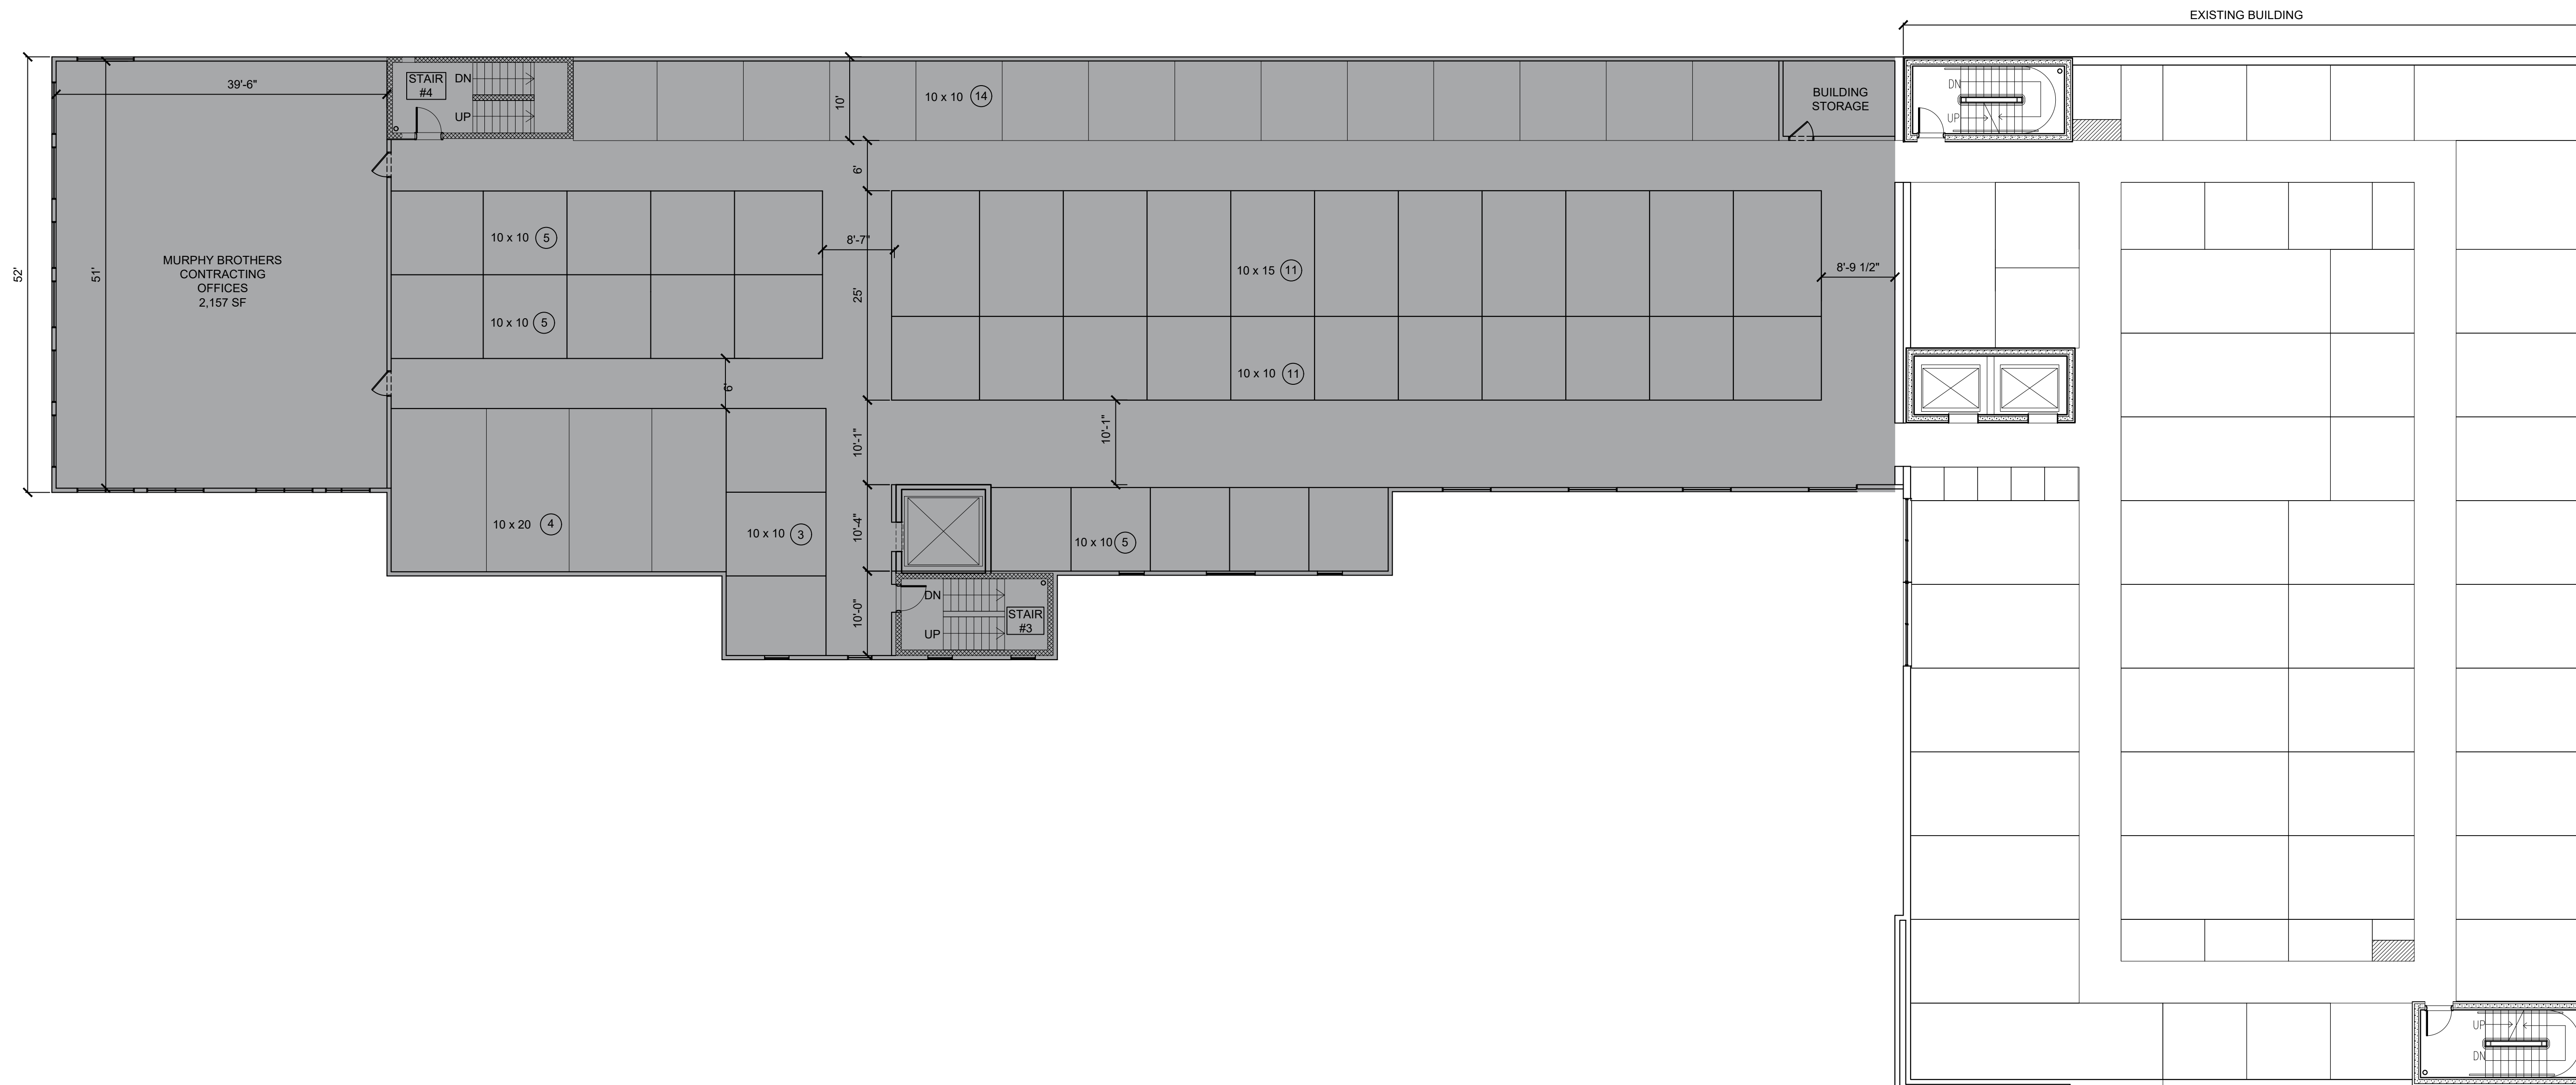 EXISTING BUILDING
39'-6"
STAIR
#4
DN
UP
10 x 10 14
10'
BUILDING
STORAGE
DN
UP
6'
52'
51'
MURPHY BROTHERS
CONTRACTING
OFFICES
2,157 SF
10 x 10 5
8'-7"
10 x 15 11
8'-9 1/2"
25'
10 x 10 5
10 x 10 11
6'
10'-1"
10'-1"
10 x 20 4
10 x 10 3
10'-4"
10 x 10 5
10'-0"
DN
UP
STAIR
#3
UP
DN